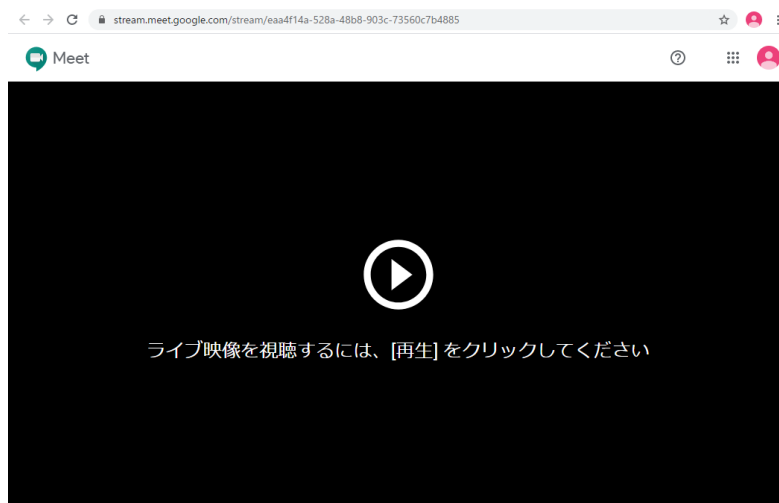 stream.meet.google.com/stream/eaa4f14a-528a-48b8-903c-73560c7b4885
Meet
ライブ映像を視聴するには、[再生] をクリックしてください